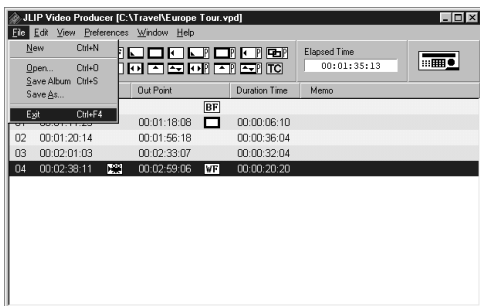 JLIP Video Producer [C:\Travel\Europe Tour.vpd]
File Edit View Preferences Window Help
New Ctrl+N
Open... Ctrl+O
Save Album Ctrl+S
Save As...
Exit Ctrl+F4
P P P P P
P P TC
Elapsed Time
00:01:35:13
Out Point Duration Time Memo
BF
00:01:18:08 00:00:06:10
02 00:01:20:14 00:01:56:18 00:00:36:04
03 00:02:01:03 00:02:33:07 00:00:32:04
04 00:02:38:11 00:02:59:06 WF 00:00:20:20